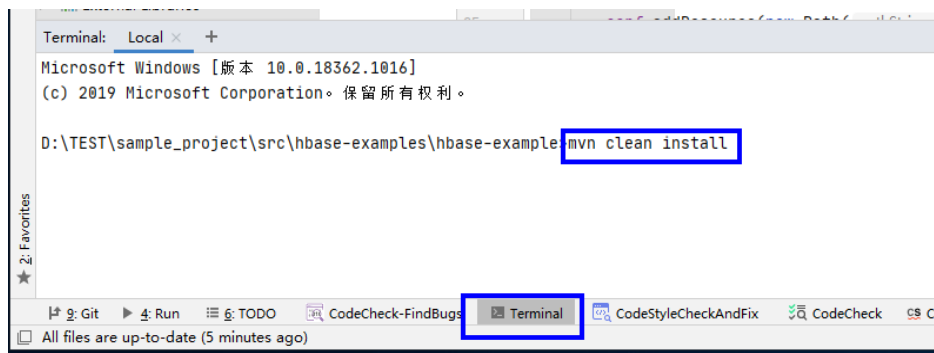 Terminal: Local × +
Microsoft Windows [版本 10.0.18362.1016]
(c) 2019 Microsoft Corporation。保留所有权利。
D:\TEST\sample_project\src\hbase-examples\hbase-example>mvn clean install
2: Favorites
9: Git 4: Run 6: TODO CodeCheck-FindBugs Terminal CodeStyleCheckAndFix CodeCheck
All files are up-to-date (5 minutes ago)